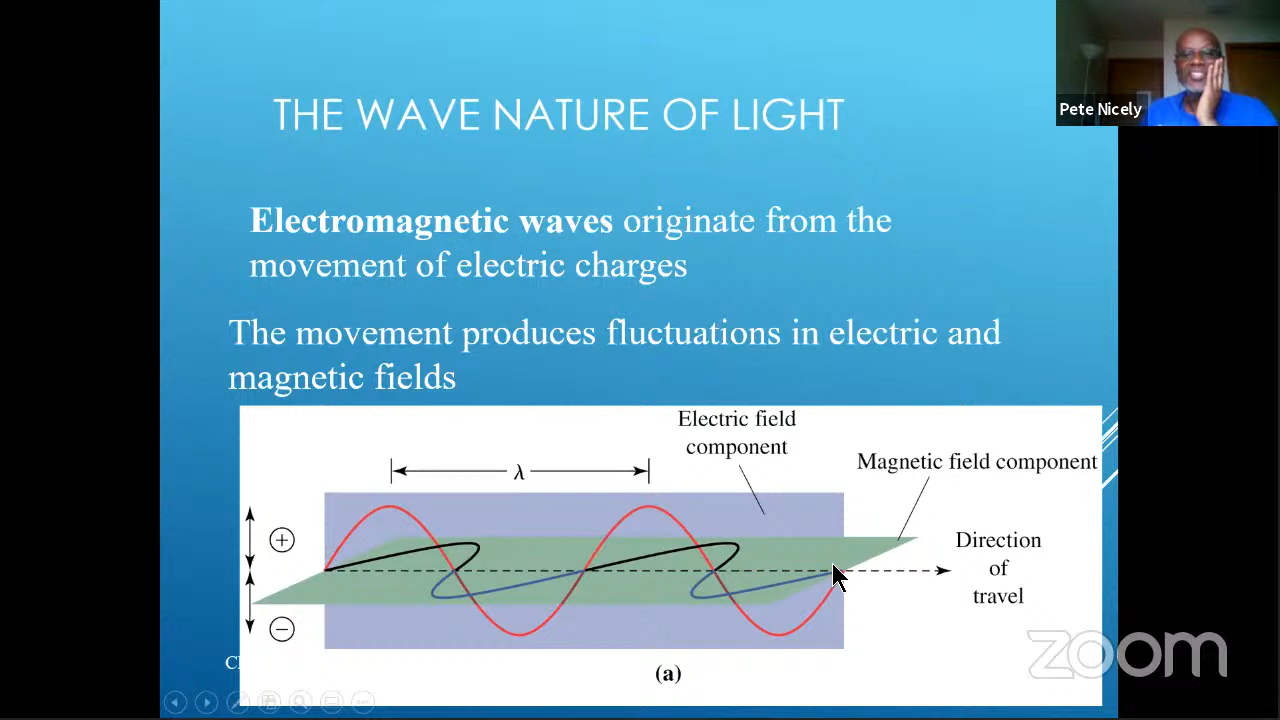 THE WAVE NATURE OF LIGHT
Pete Nicely
Electromagnetic waves originate from the
movement of electric charges
The movement produces fluctuations in electric and
magnetic fields
Electric field
component
Magnetic field component
λ
+
Direction
of
travel
−
(a)
zoom